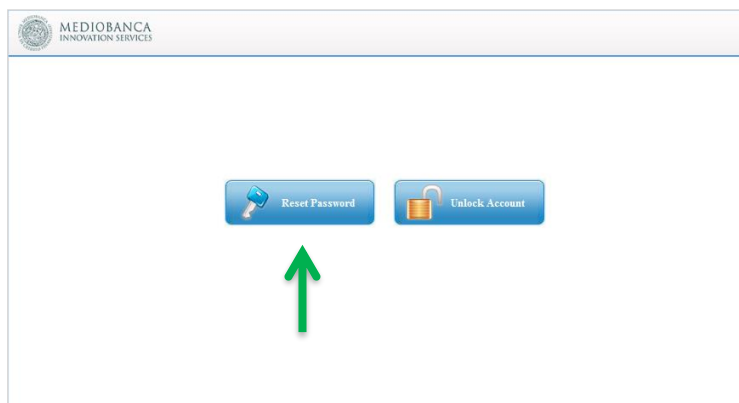 MEDIOBANCA
INNOVATION SERVICES
Reset Password
Unlock Account